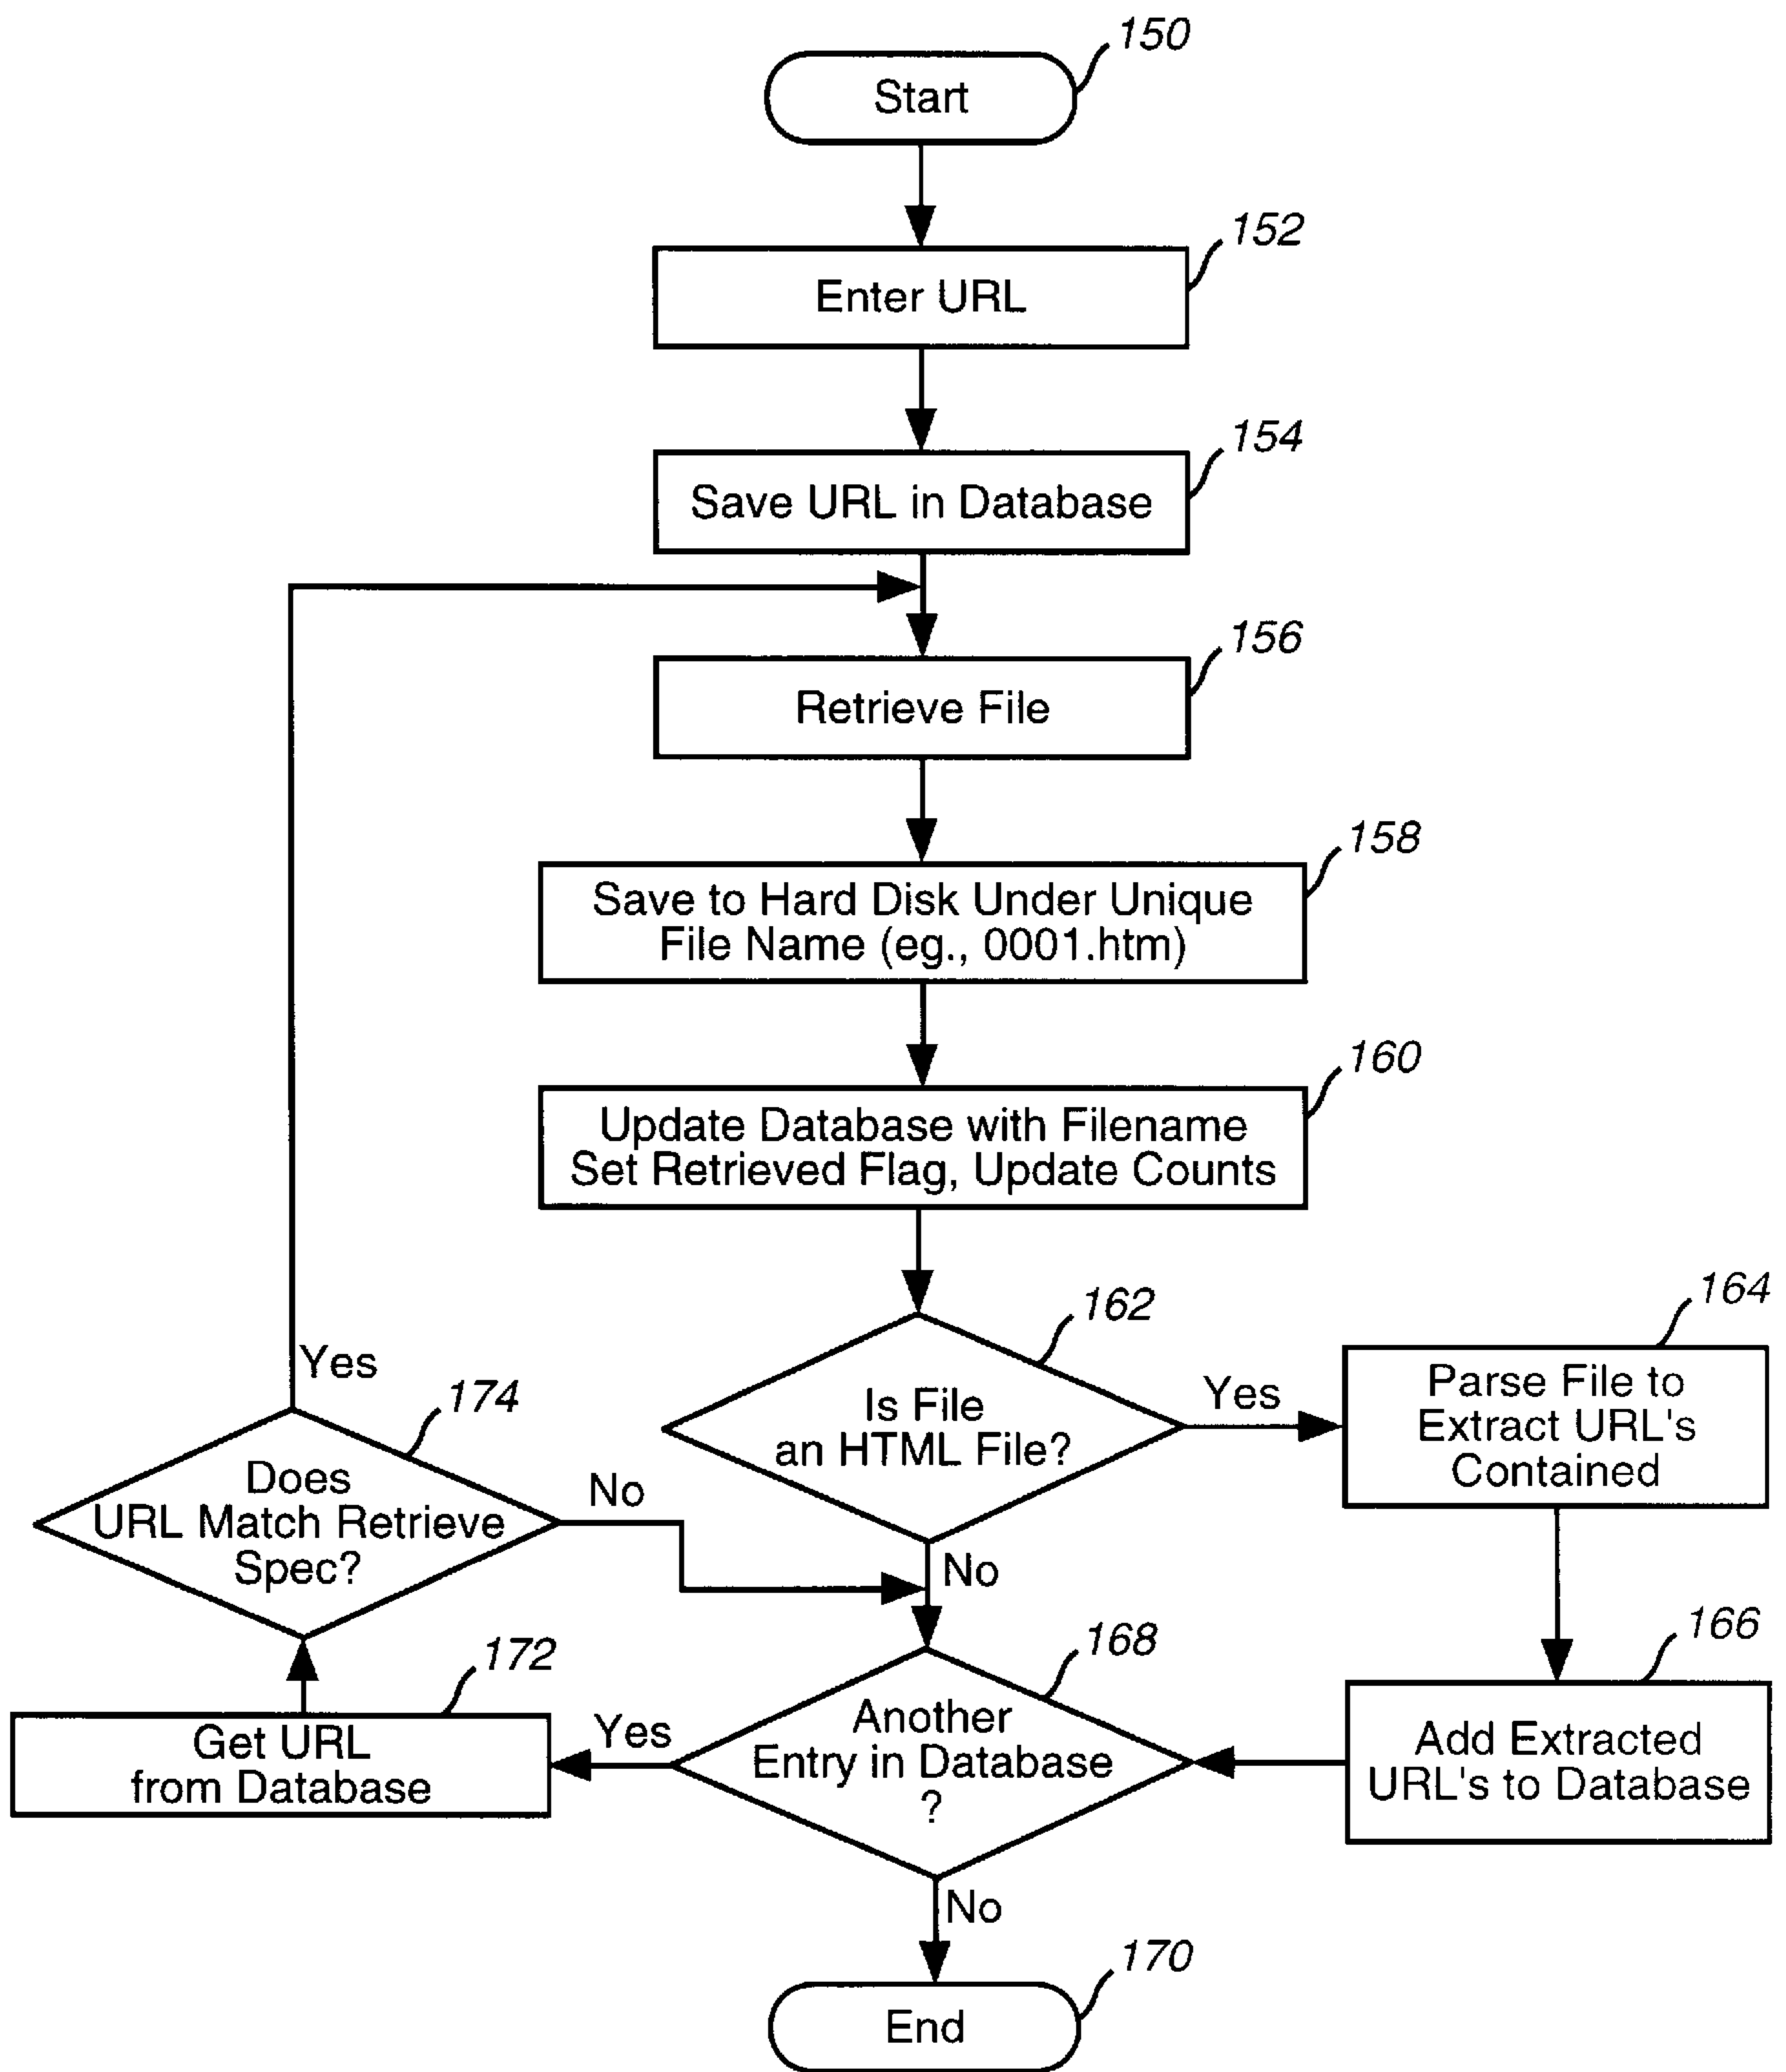 150
Start
152
Enter URL
154
Save URL in Database
156
Retrieve File
158
Save to Hard Disk Under Unique
File Name (eg., 0001.htm)
160
Update Database with Filename
Set Retrieved Flag, Update Counts
162
Is File
an HTML File?
Yes
No
164
Parse File to
Extract URL's
Contained
166
Add Extracted
URL's to Database
168
Another
Entry in Database
?
Yes
No
172
Get URL
from Database
174
Does
URL Match Retrieve
Spec?
Yes
No
170
End